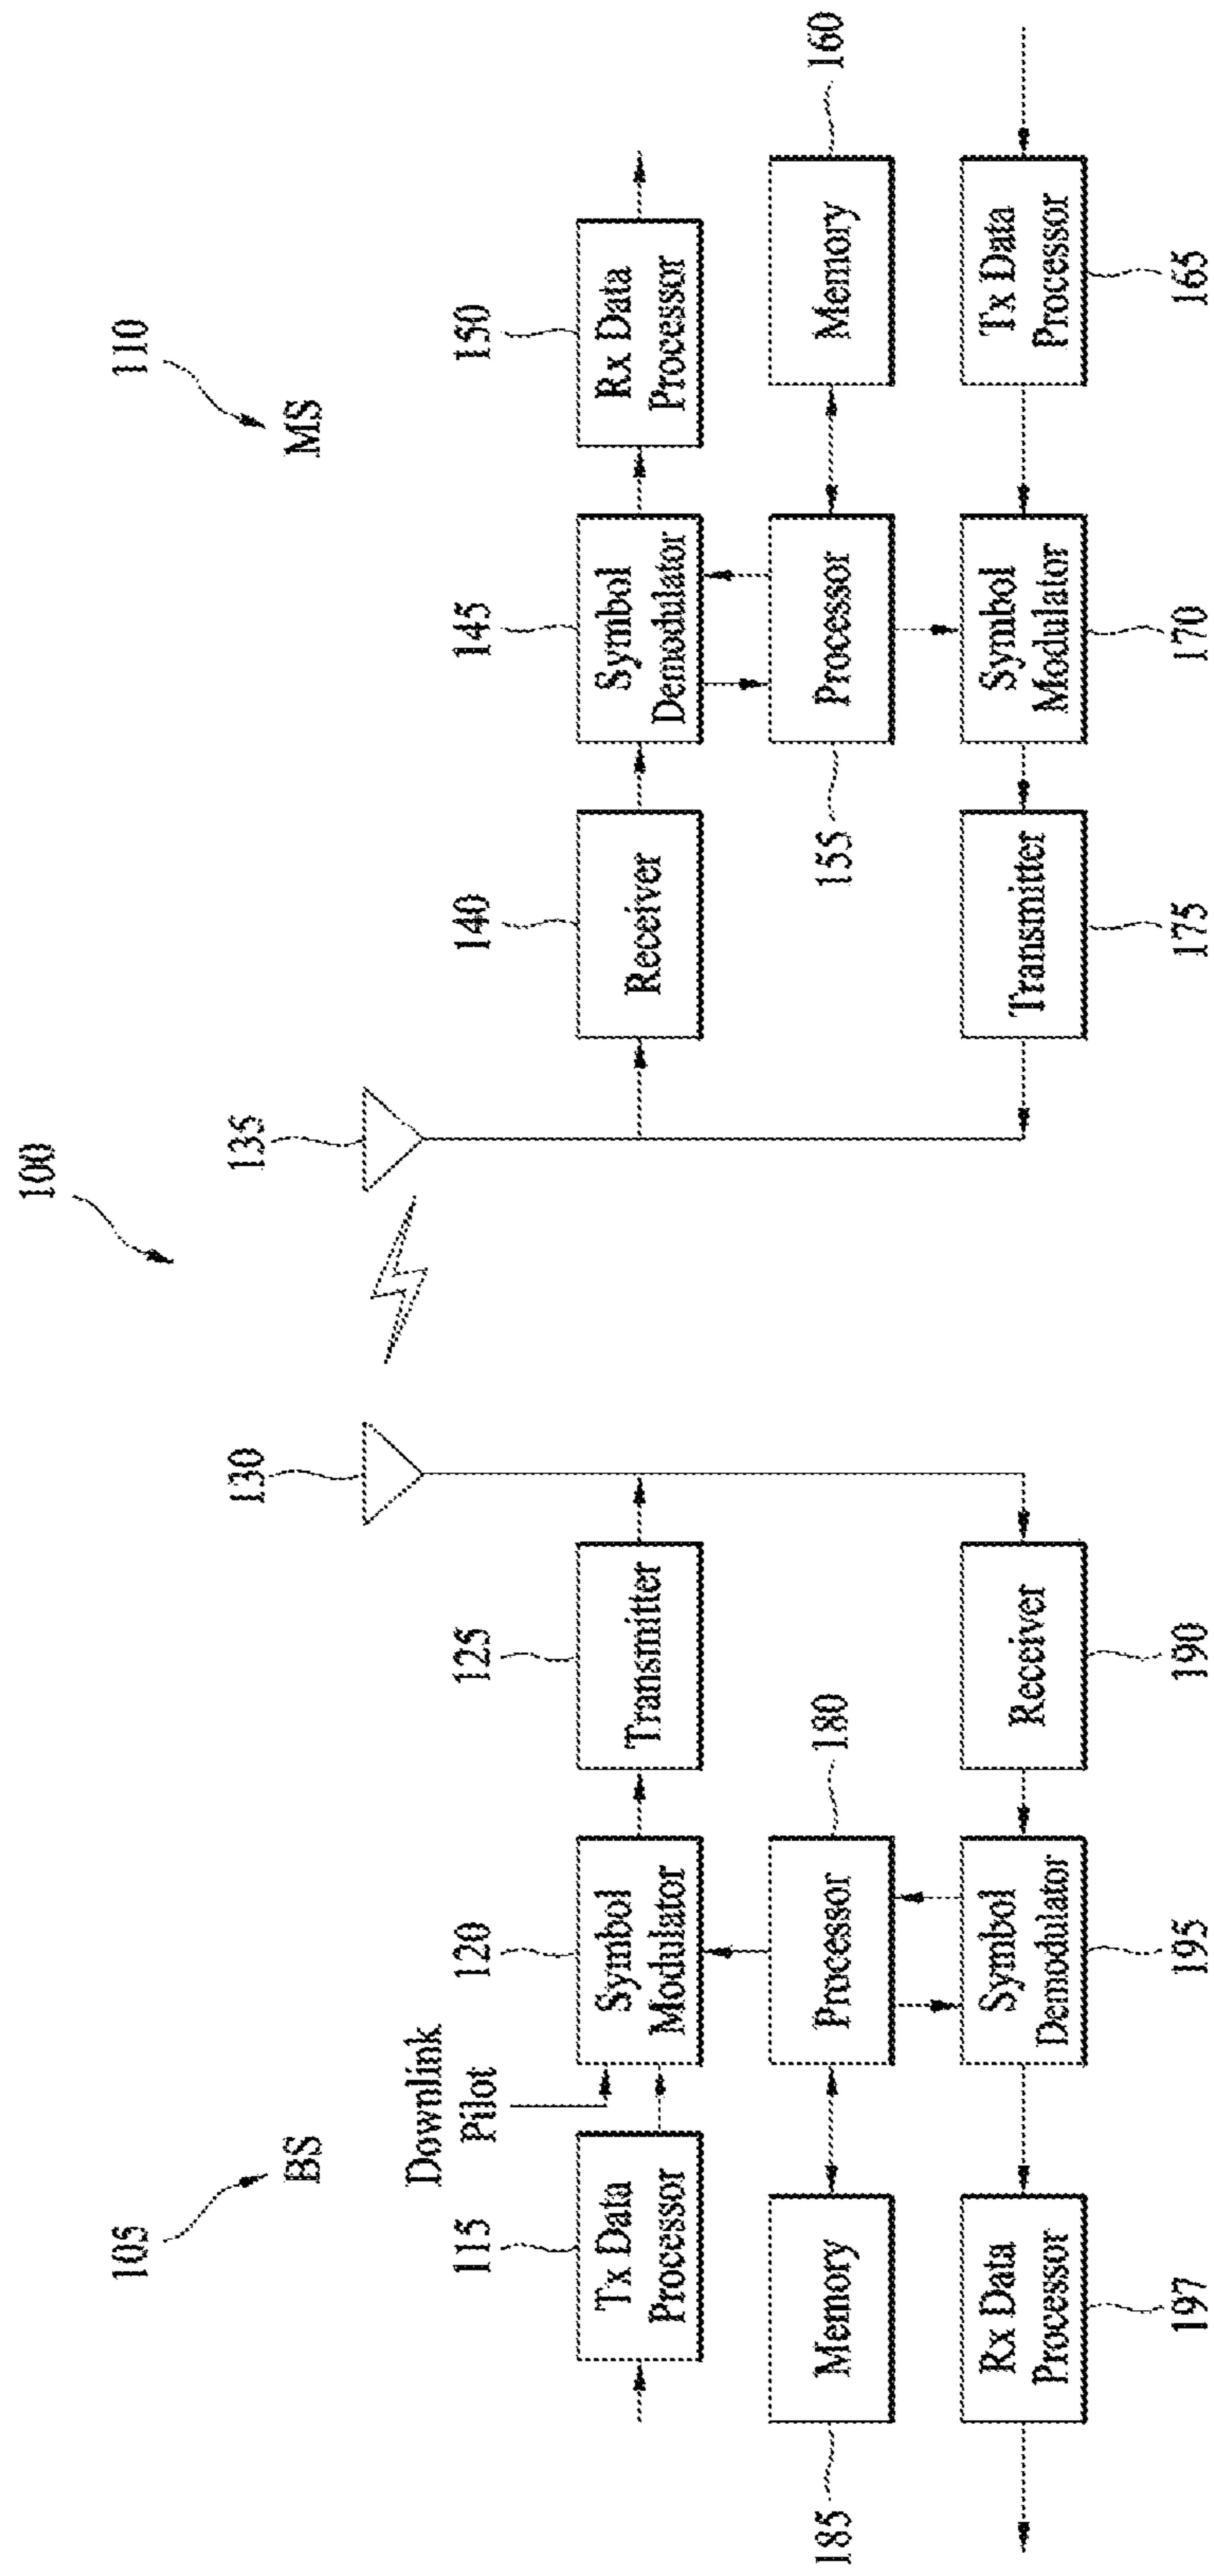 100
105
BS
110
MS
130
135
Downlink
Pilot
115
120
125
140
145
150
Tx Data
Processor
Symbol
Modulator
Transmitter
Receiver
Symbol
Demodulator
Rx Data
Processor
180
160
Memory
Processor
Processor
Memory
185
155
Rx Data
Processor
Symbol
Demodulator
Receiver
Transmitter
Symbol
Modulator
Tx Data
Processor
197
195
190
175
170
165